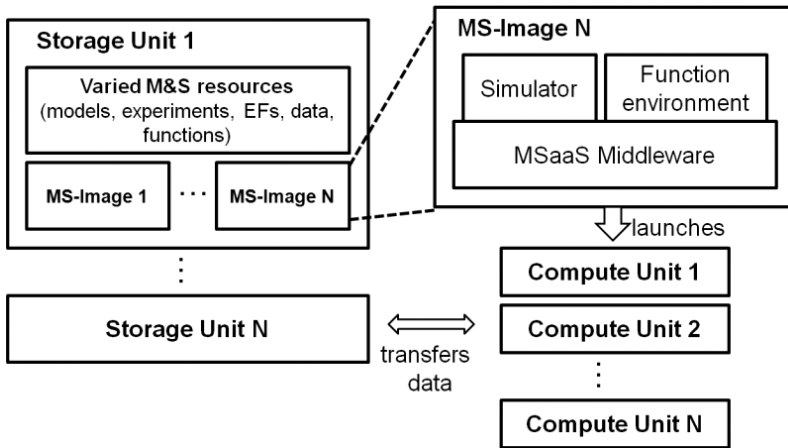 Storage Unit 1
Varied M&S resources
(models, experiments, EFs, data,
functions)
MS-Image 1
...
MS-Image N
Storage Unit N
MS-Image N
Simulator
Function
environment
MSaaS Middleware
launches
Compute Unit 1
Compute Unit 2
Compute Unit N
transfers
data